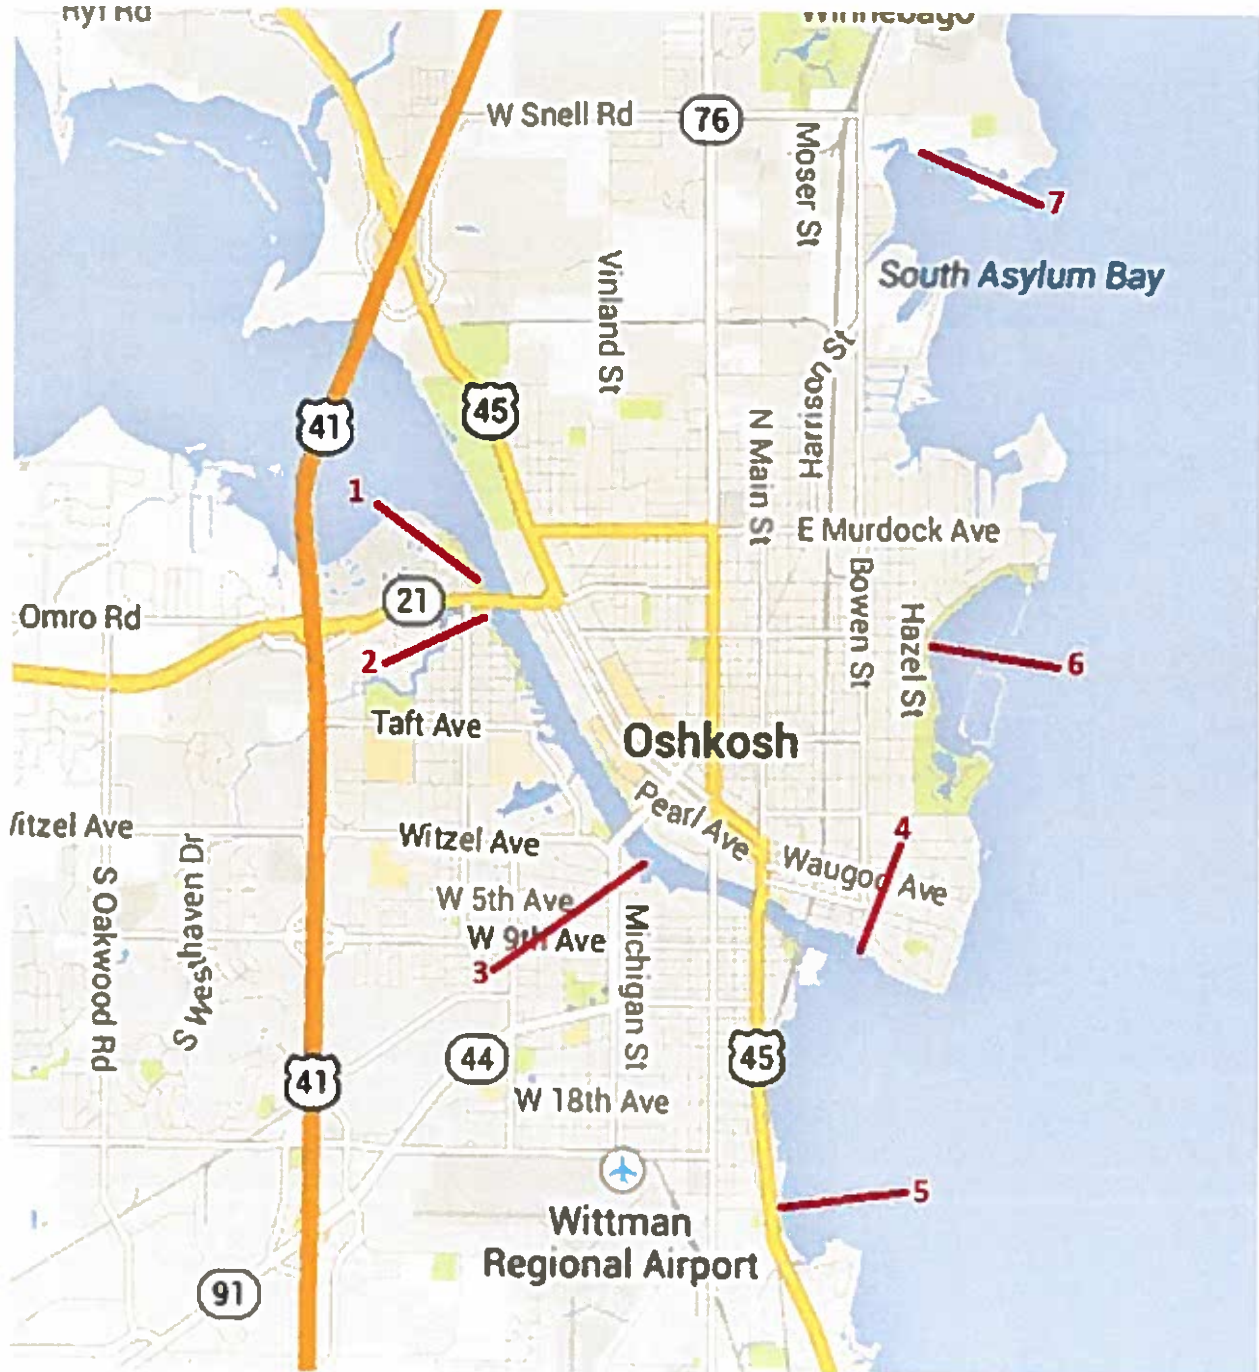 Winnebago
W Snell Rd
76
Moser St
7
South Asylum Bay
Vinland St
Harrison St
41
45
N Main St
1
E Murdock Ave
Bowen St
21
Omro Rd
Hazel St
2
6
Taft Ave
Oshkosh
Pearl Ave
Witzel Ave
4
Waugoo Ave
S Oakwood Rd
S Westhaven Dr
W 5th Ave
W 9th Ave
3
Michigan St
44
45
41
W 18th Ave
5
Wittman
Regional Airport
91